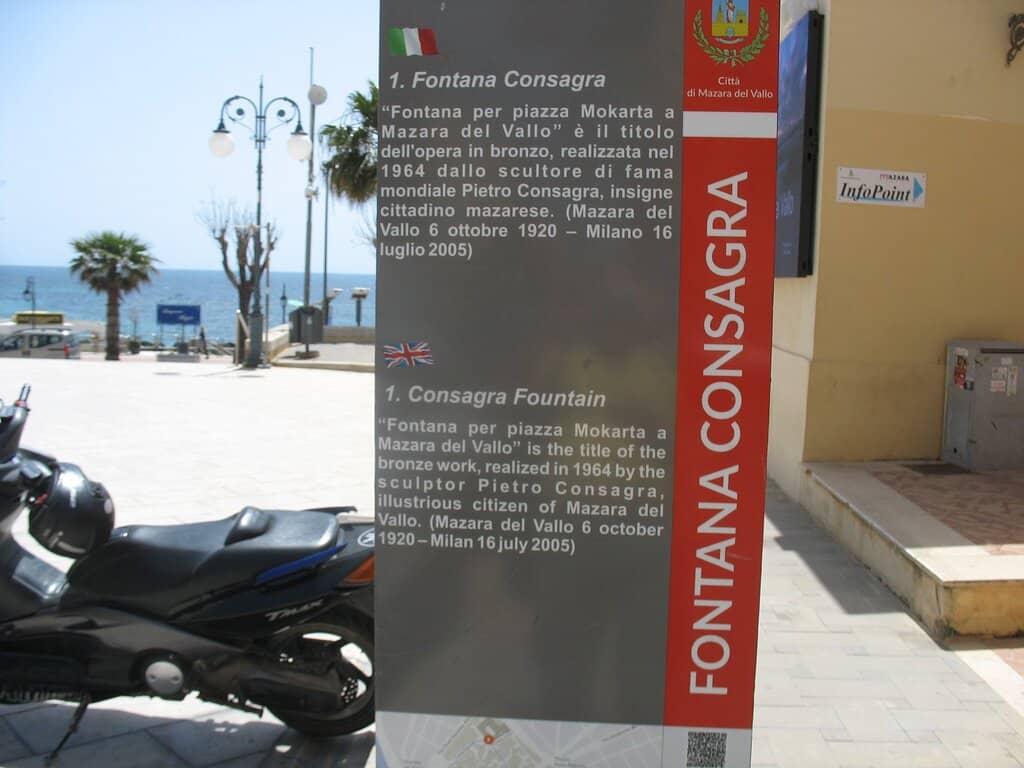 1. Fontana Consagra
“Fontana per piazza Mokarta a
Mazara del Vallo” è il titolo
dell'opera in bronzo, realizzata nel
1964 dallo scultore di fama
mondiale Pietro Consagra, insigne
cittadino mazarese. (Mazara del
Vallo 6 ottobre 1920 – Milano 16
luglio 2005)
1. Consagra Fountain
“Fontana per piazza Mokarta a
Mazara del Vallo” is the title of the
bronze work, realized in 1964 by the
sculptor Pietro Consagra,
illustrious citizen of Mazara del
Vallo. (Mazara del Vallo 6 october
1920 – Milan 16 july 2005)
Città
di Mazara del Vallo
FONTANA CONSAGRA
MAZARA
InfoPoint
TMAX